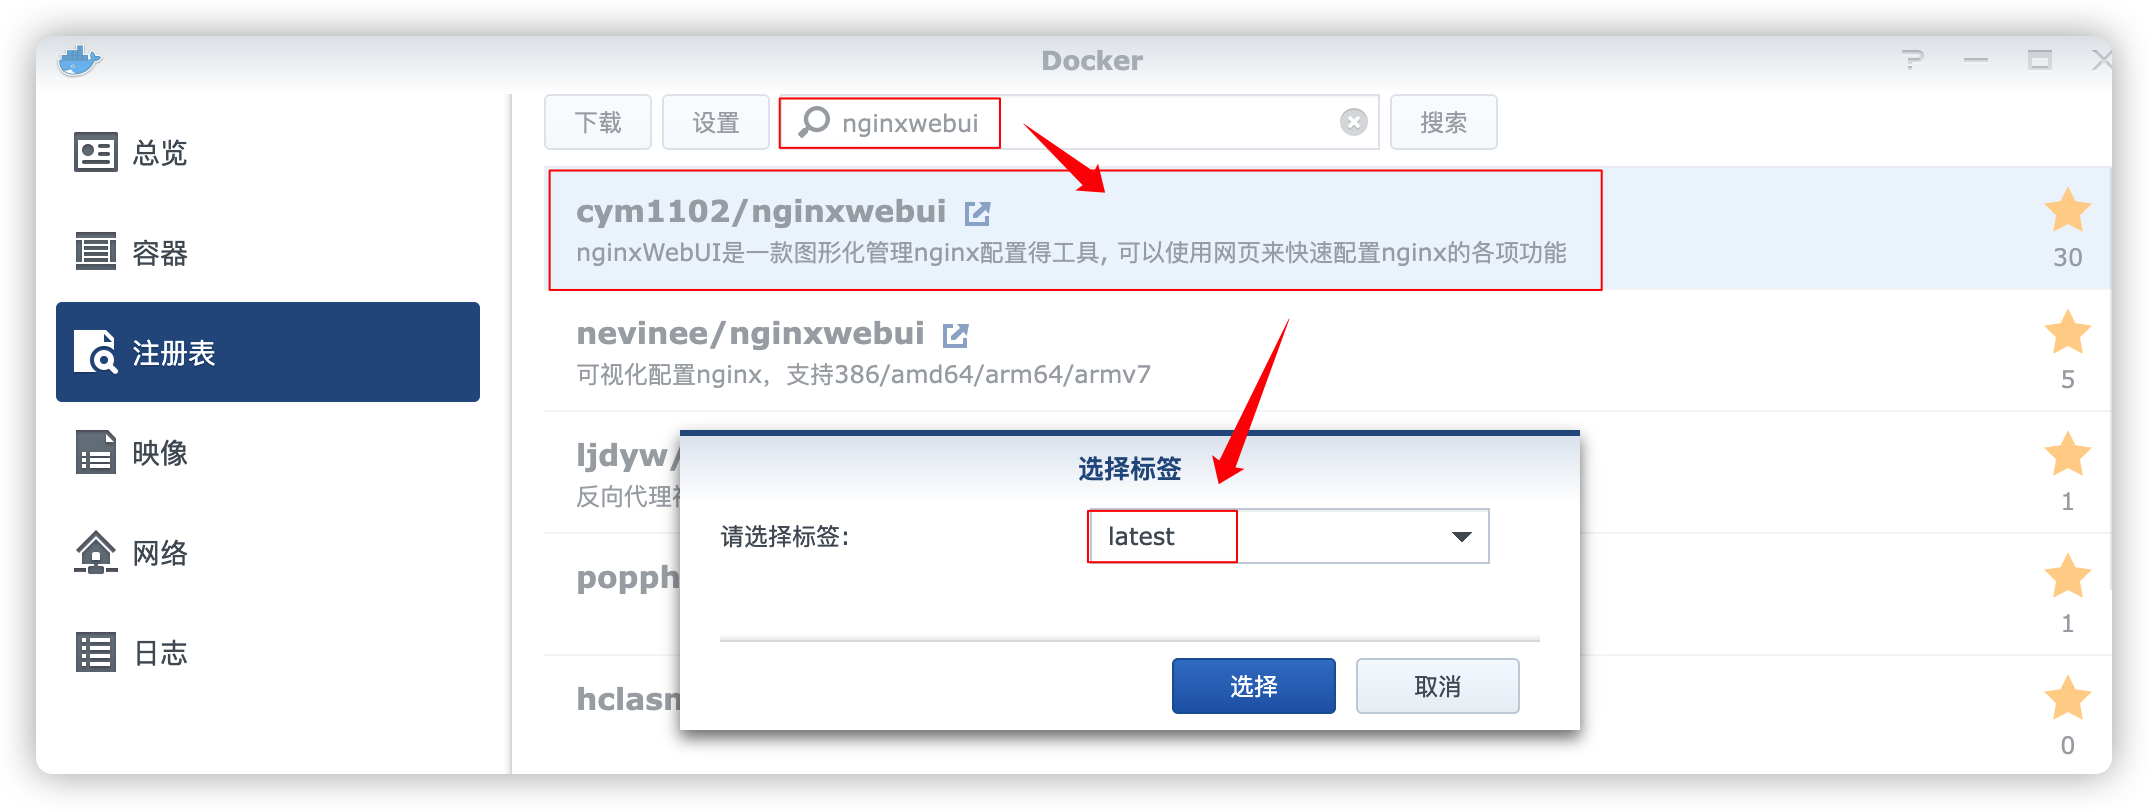 Docker
总览
容器
注册表
映像
网络
日志
下载
设置
nginxwebui
搜索
cym1102/nginxwebui
nginxWebUI是一款图形化管理nginx配置得工具, 可以使用网页来快速配置nginx的各项功能
30
nevinee/nginxwebui
可视化配置nginx，支持386/amd64/arm64/armv7
5
ljdyw/
反向代理
1
popph
1
hclasn
0
选择标签
请选择标签:
latest
选择
取消